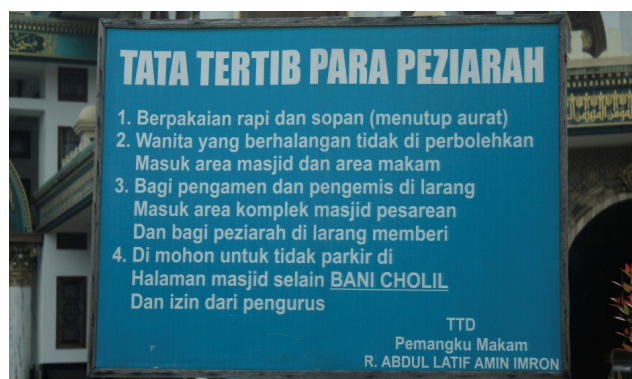 TATA TERTIB PARA PEZIARAH
1. Berpakaian rapi dan sopan (menutup aurat)
2. Wanita yang berhalangan tidak di perbolehkan
Masuk area masjid dan area makam
3. Bagi pengamen dan pengemis di larang
Masuk area komplek masjid pesarean
Dan bagi peziarah di larang memberi
4. Di mohon untuk tidak parkir di
Halaman masjid selain BANI CHOLIL
Dan izin dari pengurus
TTD
Pemangku Makam
R. ABDUL LATIF AMIN IMRON